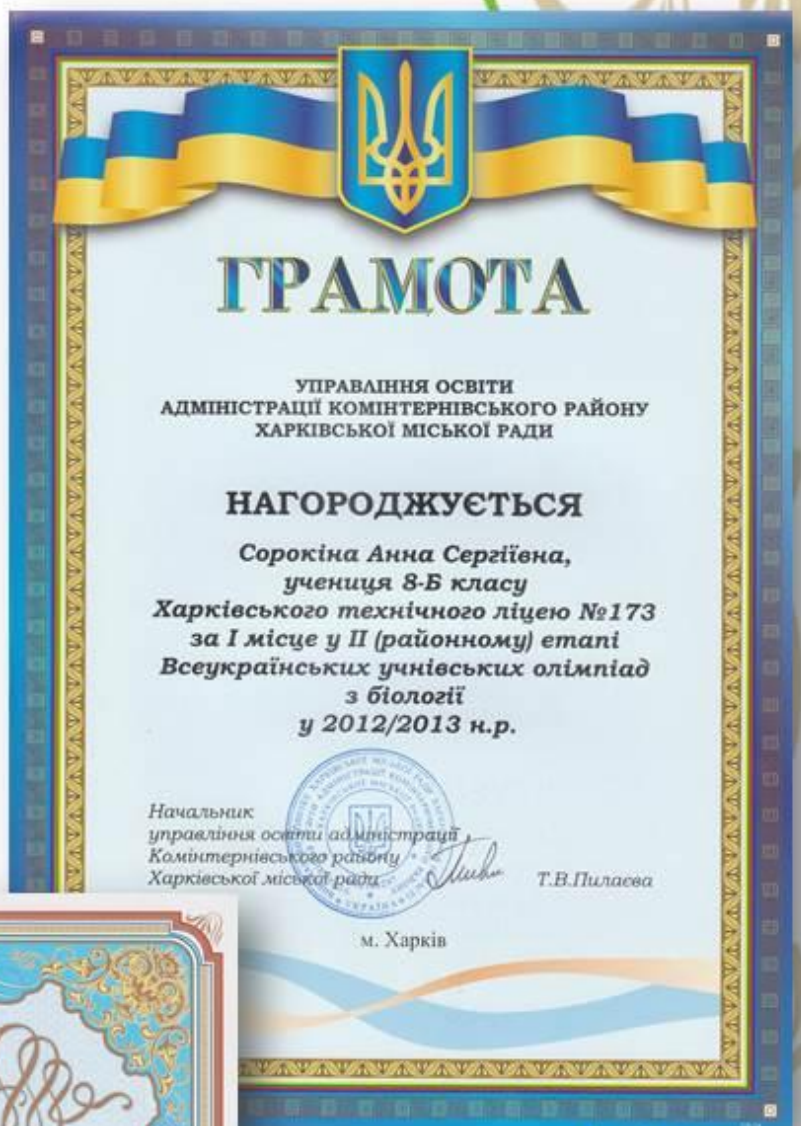 ГРАМОТА
УПРАВЛІННЯ ОСВІТИ
АДМІНІСТРАЦІЇ КОМІНТЕРНІВСЬКОГО РАЙОНУ
ХАРКІВСЬКОЇ МІСЬКОЇ РАДИ
НАГОРОДЖУЄТЬСЯ
Сорокіна Анна Сергіївна,
учениця 8-Б класу
Харківського технічного ліцею №173
за І місце у ІІ (районному) етапі
Всеукраїнських учнівських олімпіад
з біології
у 2012/2013 н.р.
Начальник
управління освіти адміністрації
Комінтернівського району
Харківської міської ради Т.В.Пилаєва
м. Харків